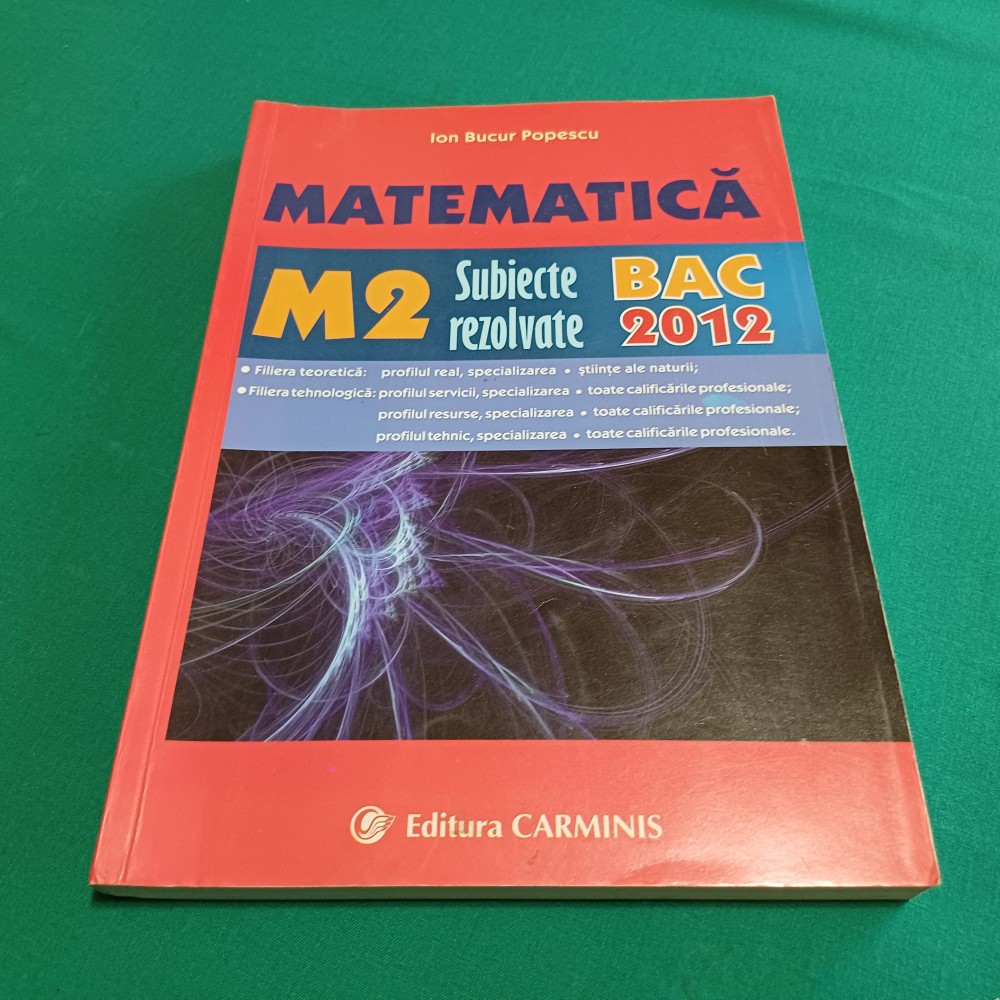 Ion Bucur Popescu
MATEMATICĂ
M2 Subiecte rezolvate BAC 2012
• Filiera teoretică: profilul real, specializarea • științe ale naturii;
• Filiera tehnologică: profilul servicii, specializarea • toate calificările profesionale;
profilul resurse, specializarea • toate calificările profesionale;
profilul tehnic, specializarea • toate calificările profesionale.
Editura CARMINIS